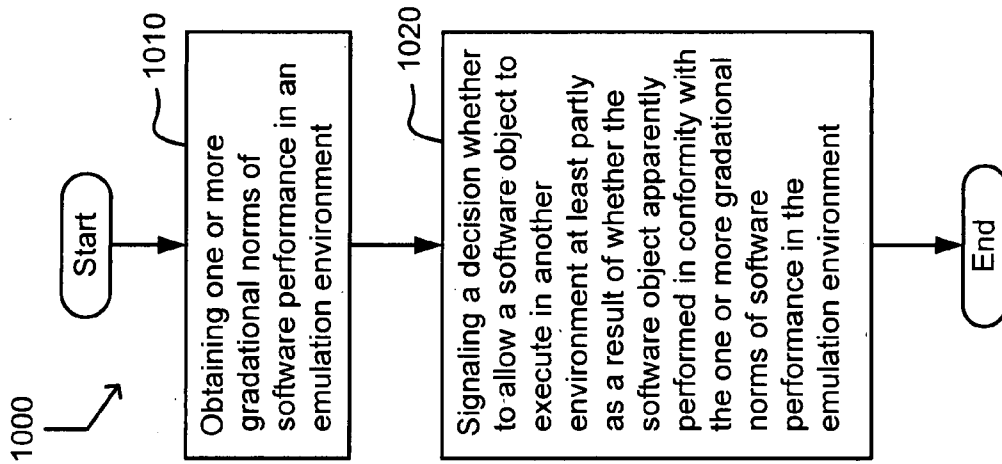 1000
Start
1010
Obtaining one or more
gradational norms of
software performance in an
emulation environment
1020
Signaling a decision whether
to allow a software object to
execute in another
environment at least partly
as a result of whether the
software object apparently
performed in conformity with
the one or more gradational
norms of software
performance in the
emulation environment
End